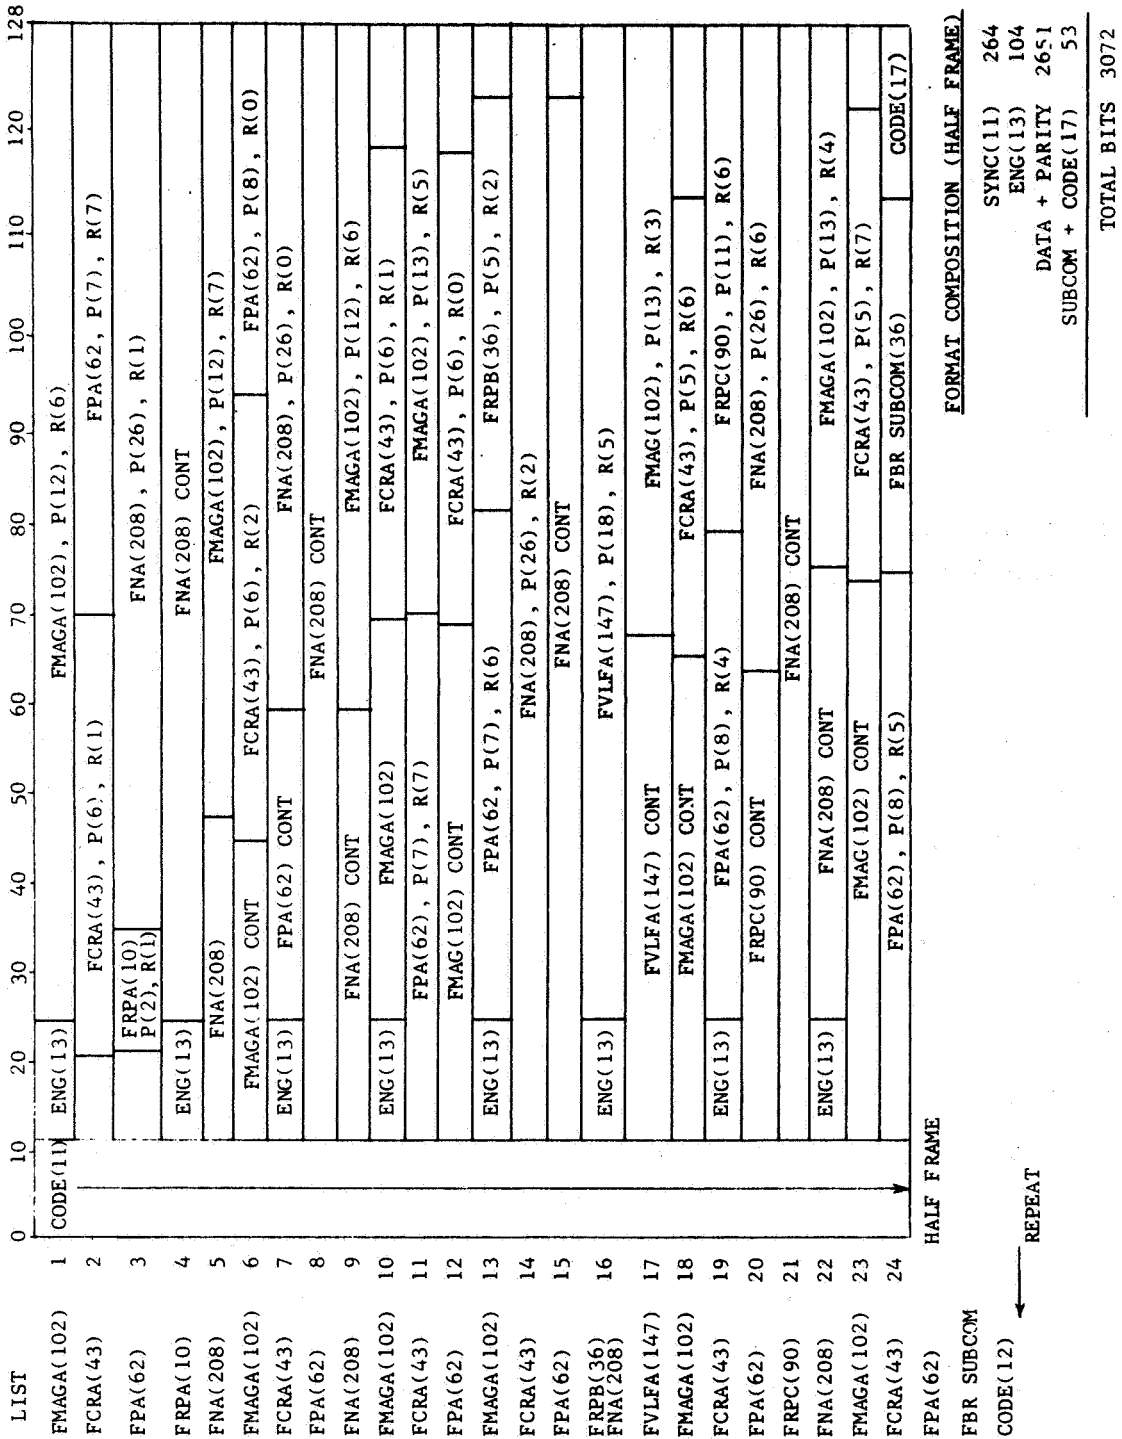 LIST 0 10 20 30 40 50 60 70 80 90 100 110 120 128
FMAGA(102) 1 CODE(11) ENG(13) FMAGA(102), P(12), R(6)
FCRA(43) 2 FCRA(43), P(6), R(1) FPA(62, P(7), R(7)
FPA(62) 3 FRPA(10) P(2), R(1) FNA(208), P(26), R(1)
FRPA(10) 4 ENG(13) FNA(208) CONT
FNA(208) 5 FNA(208) FMAGA(102), P(12), R(7)
FMAGA(102) 6 FMAGA(102) CONT FCRA(43), P(6), R(2) FPA(62), P(8), R(0)
FCRA(43) 7 ENG(13) FPA(62) CONT FNA(208), P(26), R(0)
FPA(62) 8 FNA(208) CONT
FNA(208) 9 FNA(208) CONT FMAGA(102), P(12), R(6)
FMAGA(102) 10 ENG(13) FMAGA(102) FCRA(43), P(6), R(1)
FCRA(43) 11 FPA(62), P(7), R(7) FMAGA(102), P(13), R(5)
FPA(62) 12 FMAG(102) CONT FCRA(43), P(6), R(0)
FMAGA(102) 13 ENG(13) FPA(62, P(7), R(6) FRPB(36), P(5), R(2)
FCRA(43) 14 FNA(208), P(26), R(2)
FPA(62) 15 FNA(208) CONT
FRPB(36)
FNA(208) 16 ENG(13) FVLFA(147), P(18), R(5)
FVLFA(147) 17 FVLFA(147) CONT FMAG(102), P(13), R(3)
FMAGA(102) 18 FMAGA(102) CONT FCRA(43), P(5), R(6)
FCRA(43) 19 ENG(13) FPA(62), P(8), R(4) FRPC(90), P(11), R(6)
FPA(62) 20 FRPC(90) CONT FNA(208), P(26), R(6)
FRPC(90) 21 FNA(208) CONT
FNA(208) 22 ENG(13) FNA(208) CONT FMAGA(102), P(13), R(4)
FMAGA(102) 23 FMAG(102) CONT FCRA(43), P(5), R(7)
FCRA(43) 24 FPA(62), P(8), R(5) FBR SUBCOM(36) CODE(17)
FPA(62) HALF FRAME
FBR SUBCOM
CODE(12)
REPEAT
FORMAT COMPOSITION (HALF FRAME)
SYNC(11) 264
ENG(13) 104
DATA + PARITY 2651
SUBCOM + CODE(17) 53
TOTAL BITS 3072